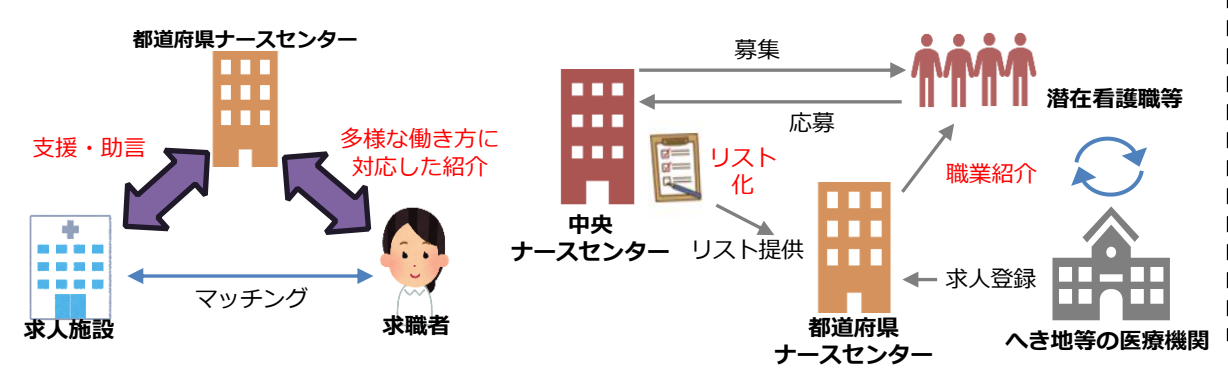 都道府県ナースセンター
支援・助言
多様な働き方に
対応した紹介
マッチング
求人施設
求職者
募集
応募
潜在看護職等
リスト
化
職業紹介
中央
ナースセンター
リスト提供
求人登録
都道府県
ナースセンター
へき地等の医療機関